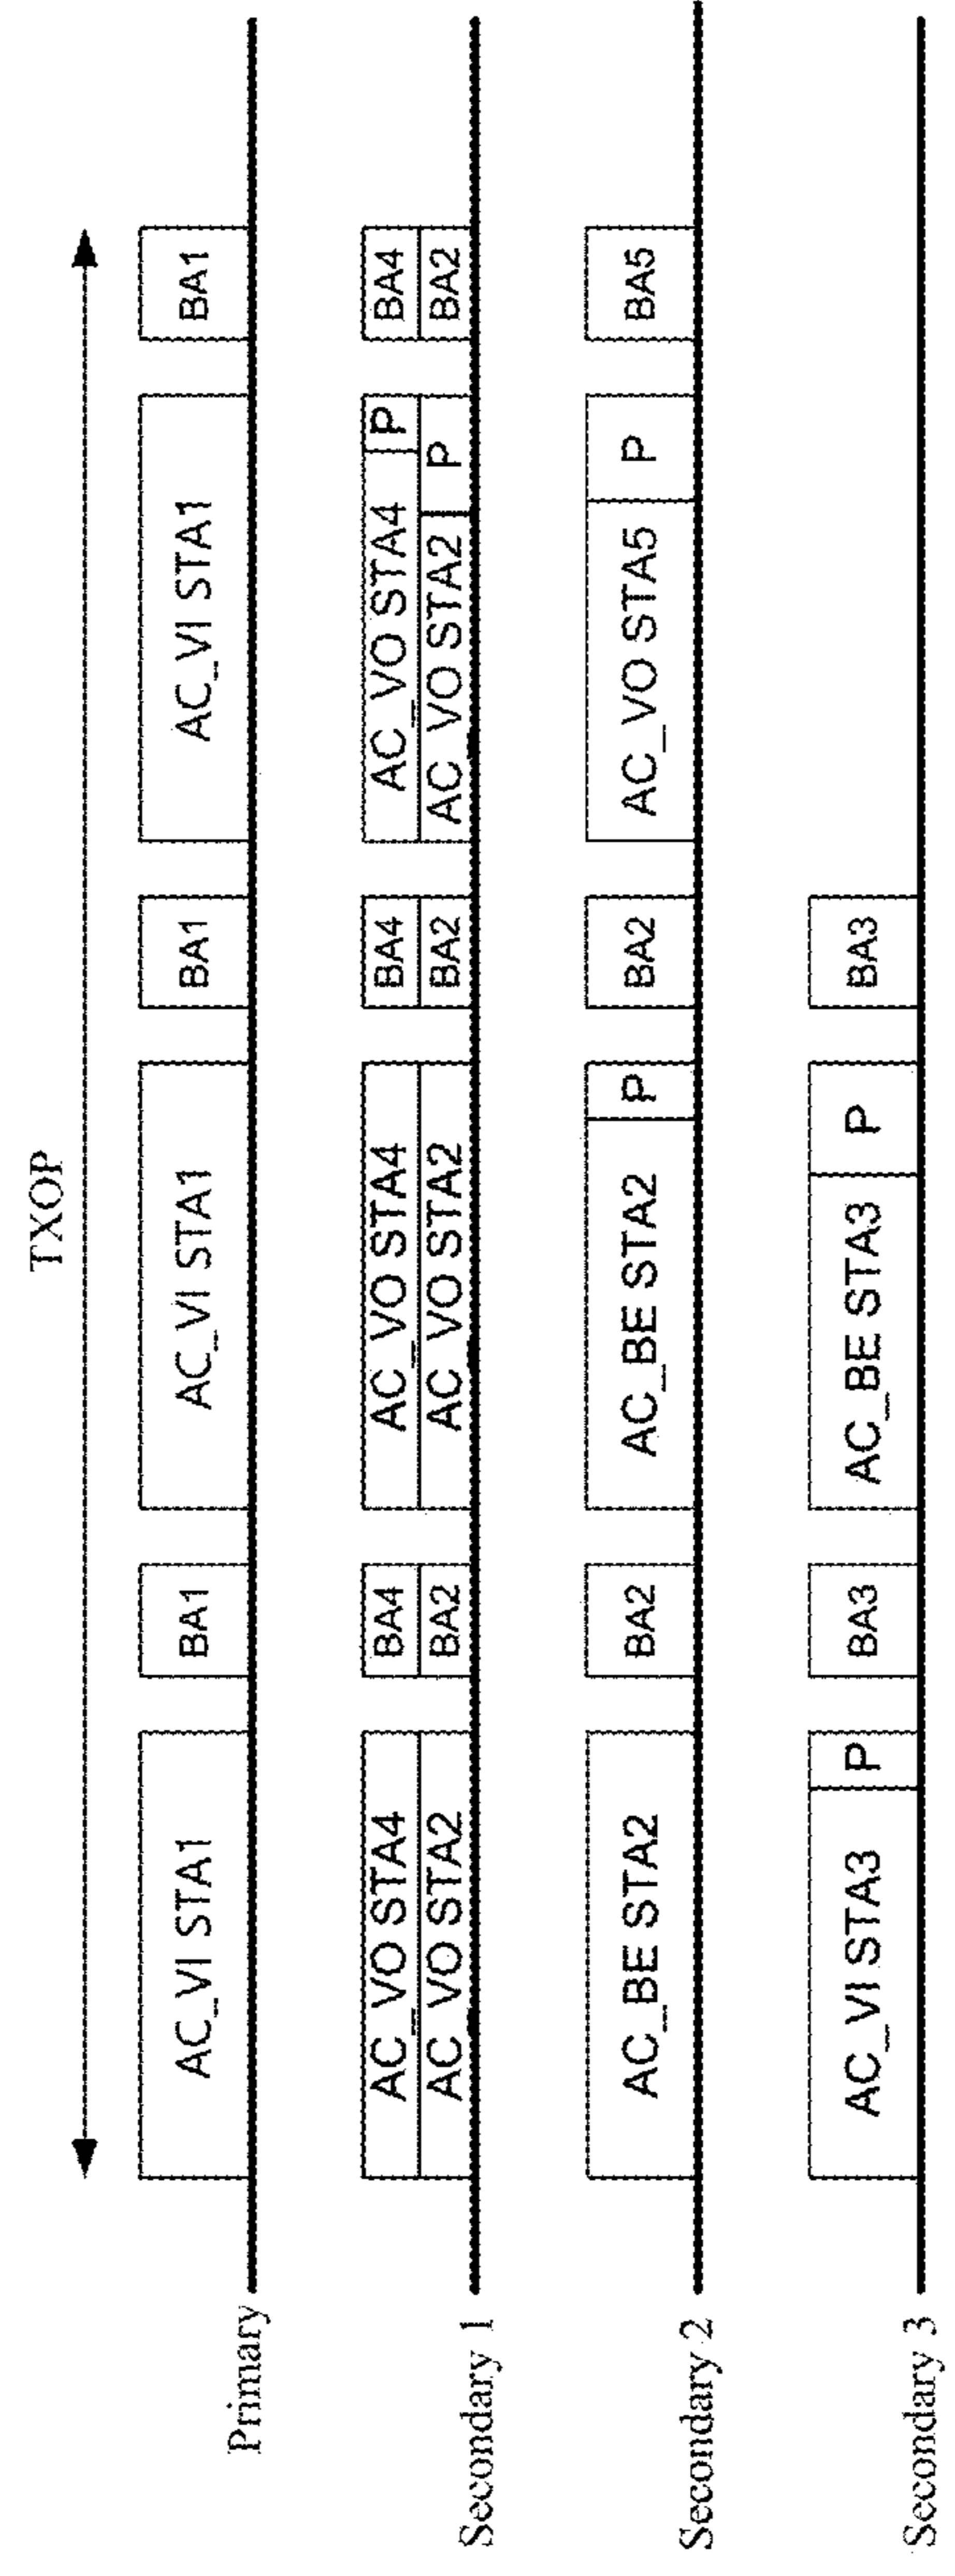 TXOP
Primary
AC_VI STA1
BA1
AC_VI STA1
BA1
AC_VI STA1
BA1
Secondary 1
AC_VO STA4
BA4
AC_VO STA4
BA4
AC_VO STA4
P
BA4
AC_VO STA2
BA2
AC_VO STA2
BA2
AC_VO STA2
P
BA2
Secondary 2
AC_BE STA2
BA2
AC_BE STA2
P
BA2
AC_VO STA5
P
BA5
Secondary 3
AC_VI STA3
P
BA3
AC_BE STA3
P
BA3